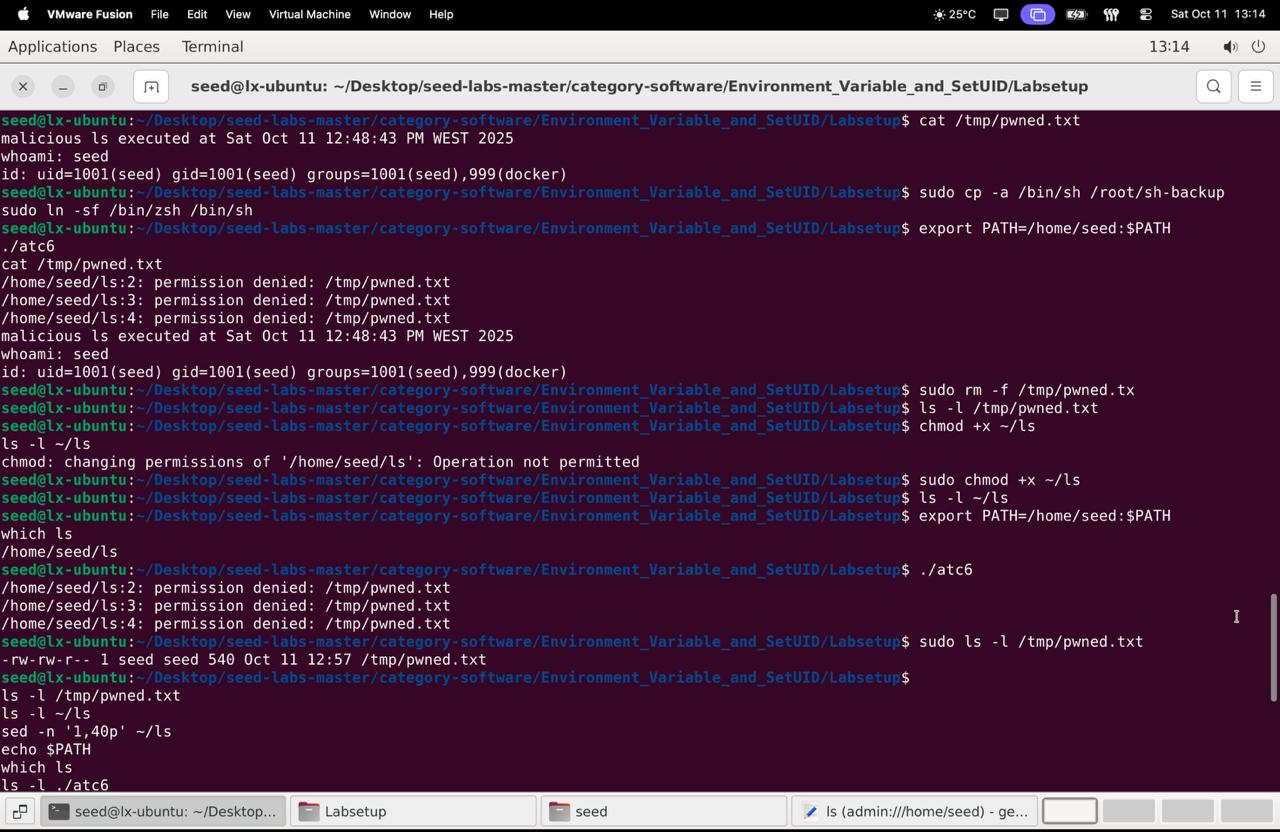 VMware Fusion File Edit View Virtual Machine Window Help 25°C Sat Oct 11 13:14
Applications Places Terminal 13:14
seed@lx-ubuntu: ~/Desktop/seed-labs-master/category-software/Environment_Variable_and_SetUID/Labsetup
seed@lx-ubuntu:~/Desktop/seed-labs-master/category-software/Environment_Variable_and_SetUID/Labsetup$ cat /tmp/pwned.txt
malicious ls executed at Sat Oct 11 12:48:43 PM WEST 2025
whoami: seed
id: uid=1001(seed) gid=1001(seed) groups=1001(seed),999(docker)
seed@lx-ubuntu:~/Desktop/seed-labs-master/category-software/Environment_Variable_and_SetUID/Labsetup$ sudo cp -a /bin/sh /root/sh-backup
sudo ln -sf /bin/zsh /bin/sh
seed@lx-ubuntu:~/Desktop/seed-labs-master/category-software/Environment_Variable_and_SetUID/Labsetup$ export PATH=/home/seed:$PATH
./atc6
cat /tmp/pwned.txt
/home/seed/ls:2: permission denied: /tmp/pwned.txt
/home/seed/ls:3: permission denied: /tmp/pwned.txt
/home/seed/ls:4: permission denied: /tmp/pwned.txt
malicious ls executed at Sat Oct 11 12:48:43 PM WEST 2025
whoami: seed
id: uid=1001(seed) gid=1001(seed) groups=1001(seed),999(docker)
seed@lx-ubuntu:~/Desktop/seed-labs-master/category-software/Environment_Variable_and_SetUID/Labsetup$ sudo rm -f /tmp/pwned.tx
seed@lx-ubuntu:~/Desktop/seed-labs-master/category-software/Environment_Variable_and_SetUID/Labsetup$ ls -l /tmp/pwned.txt
seed@lx-ubuntu:~/Desktop/seed-labs-master/category-software/Environment_Variable_and_SetUID/Labsetup$ chmod +x ~/ls
ls -l ~/ls
chmod: changing permissions of '/home/seed/ls': Operation not permitted
seed@lx-ubuntu:~/Desktop/seed-labs-master/category-software/Environment_Variable_and_SetUID/Labsetup$ sudo chmod +x ~/ls
seed@lx-ubuntu:~/Desktop/seed-labs-master/category-software/Environment_Variable_and_SetUID/Labsetup$ ls -l ~/ls
seed@lx-ubuntu:~/Desktop/seed-labs-master/category-software/Environment_Variable_and_SetUID/Labsetup$ export PATH=/home/seed:$PATH
which ls
/home/seed/ls
seed@lx-ubuntu:~/Desktop/seed-labs-master/category-software/Environment_Variable_and_SetUID/Labsetup$ ./atc6
/home/seed/ls:2: permission denied: /tmp/pwned.txt
/home/seed/ls:3: permission denied: /tmp/pwned.txt
/home/seed/ls:4: permission denied: /tmp/pwned.txt
seed@lx-ubuntu:~/Desktop/seed-labs-master/category-software/Environment_Variable_and_SetUID/Labsetup$ sudo ls -l /tmp/pwned.txt
-rw-rw-r-- 1 seed seed 540 Oct 11 12:57 /tmp/pwned.txt
seed@lx-ubuntu:~/Desktop/seed-labs-master/category-software/Environment_Variable_and_SetUID/Labsetup$
ls -l /tmp/pwned.txt
ls -l ~/ls
sed -n '1,40p' ~/ls
echo $PATH
which ls
ls -l ./atc6
seed@lx-ubuntu: ~/Desktop... Labsetup seed ls (admin:///home/seed) - ge...